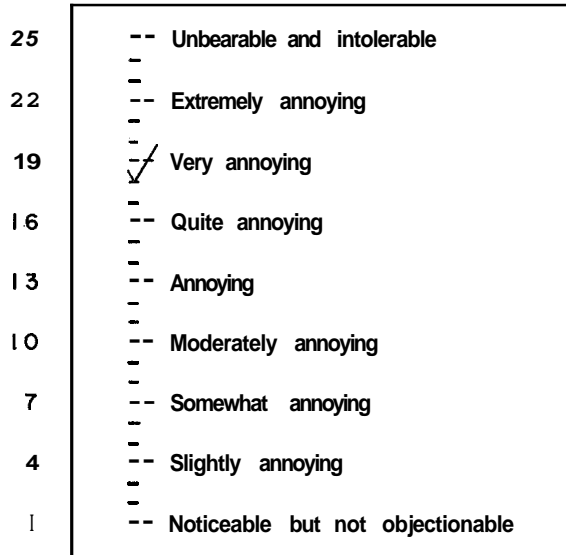 25 -- Unbearable and intolerable
22 -- Extremely annoying
19 -- Very annoying
16 -- Quite annoying
13 -- Annoying
10 -- Moderately annoying
7 -- Somewhat annoying
4 -- Slightly annoying
I -- Noticeable but not objectionable